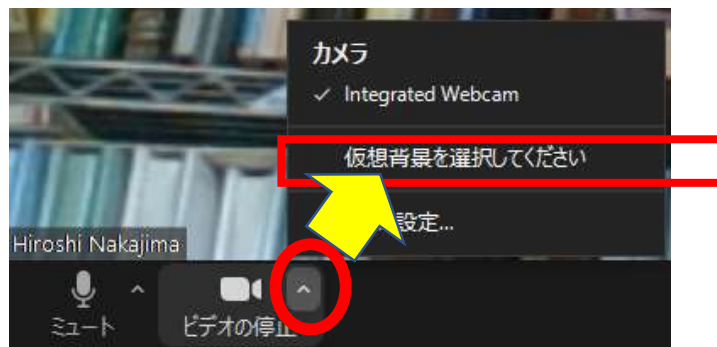 カメラ
✓ Integrated Webcam
仮想背景を選択してください
設定...
Hiroshi Nakajima
ミュート
ビデオの停止